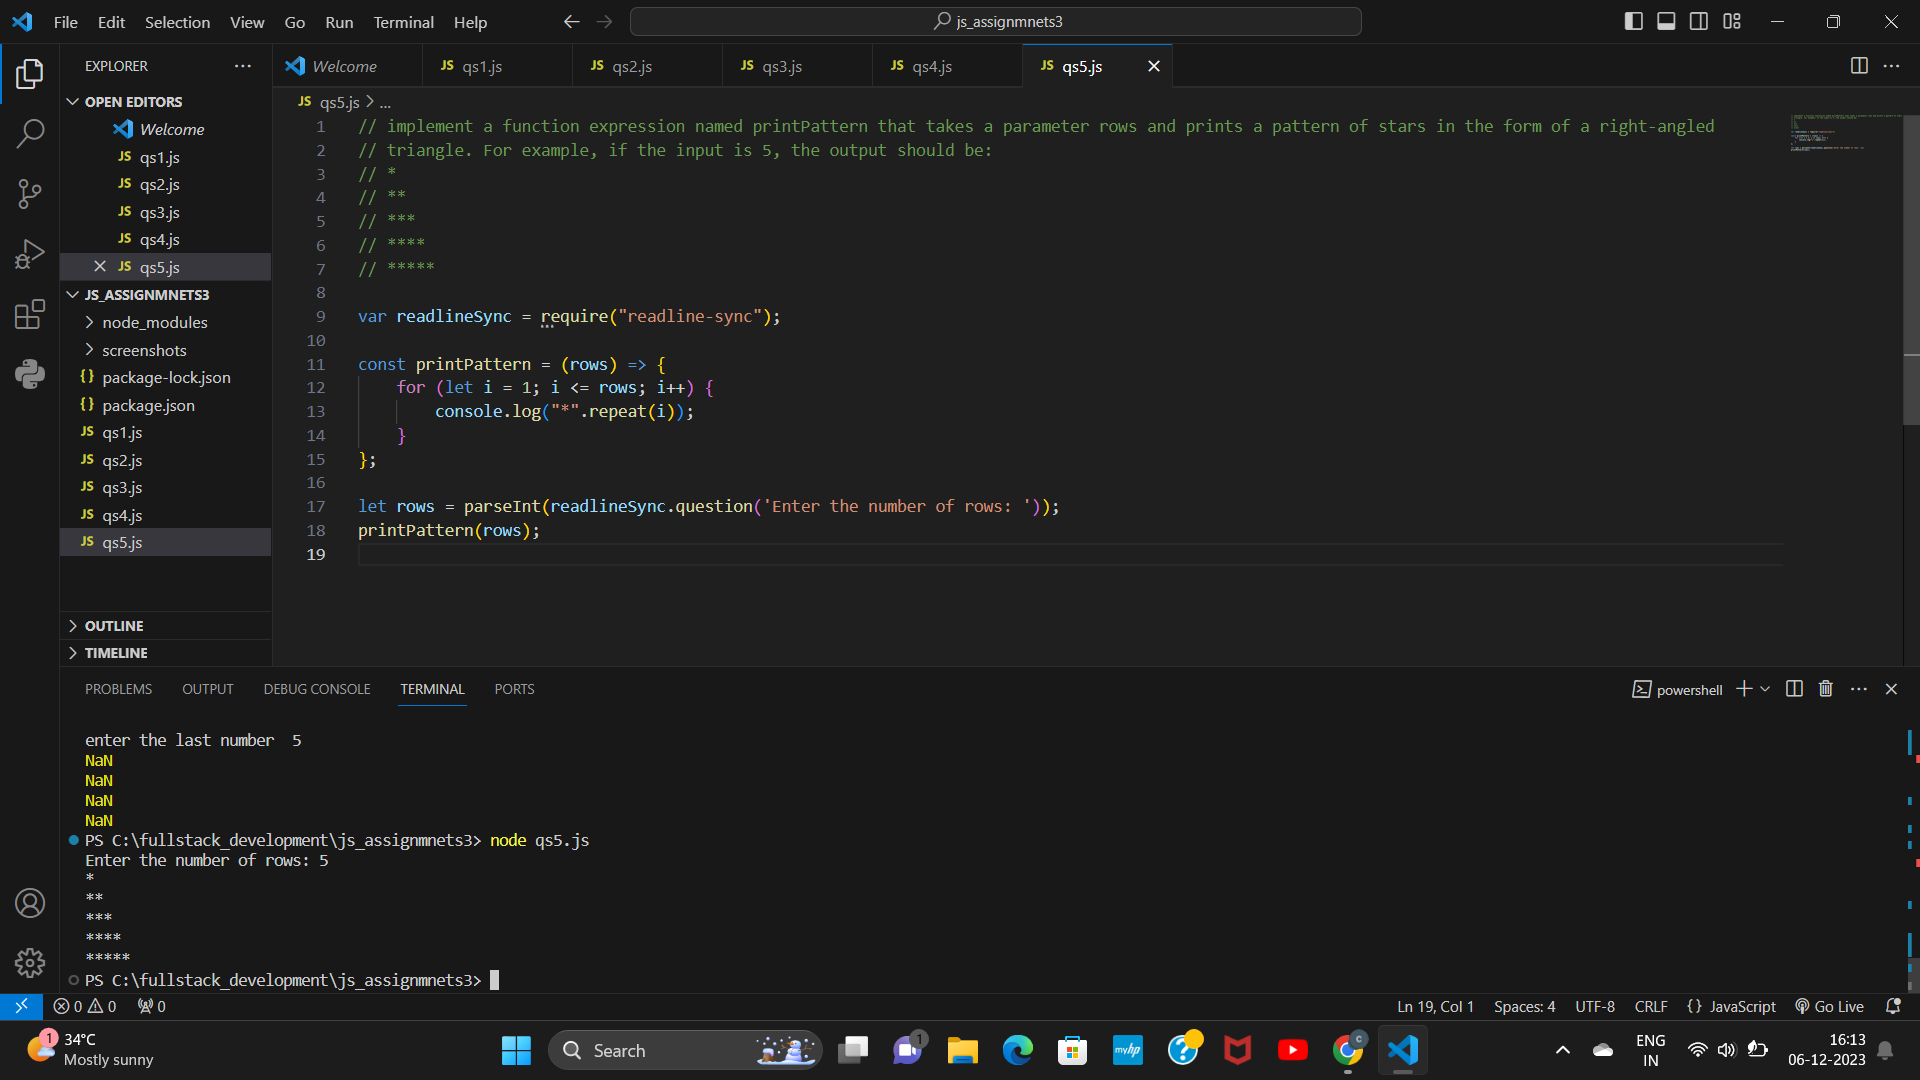 File Edit Selection View Go Run Terminal Help
js_assignmnets3
EXPLORER
Welcome
JS qs1.js
JS qs2.js
JS qs3.js
JS qs4.js
JS qs5.js
OPEN EDITORS
Welcome
JS qs1.js
JS qs2.js
JS qs3.js
JS qs4.js
JS qs5.js
JS_ASSIGNMNETS3
node_modules
screenshots
{} package-lock.json
{} package.json
JS qs1.js
JS qs2.js
JS qs3.js
JS qs4.js
JS qs5.js
OUTLINE
TIMELINE
JS qs5.js > ...
1 // implement a function expression named printPattern that takes a parameter rows and prints a pattern of stars in the form of a right-angled
2 // triangle. For example, if the input is 5, the output should be:
3 // *
4 // **
5 // ***
6 // ****
7 // *****
8
9 var readlineSync = require("readline-sync");
10
11 const printPattern = (rows) => {
12 for (let i = 1; i <= rows; i++) {
13 console.log("*".repeat(i));
14 }
15 };
16
17 let rows = parseInt(readlineSync.question('Enter the number of rows: '));
18 printPattern(rows);
19
PROBLEMS OUTPUT DEBUG CONSOLE TERMINAL PORTS
powershell
enter the last number  5
NaN
NaN
NaN
NaN
PS C:\fullstack_development\js_assignmnets3> node qs5.js
Enter the number of rows: 5
*
**
***
****
*****
PS C:\fullstack_development\js_assignmnets3>
0 0 0
Ln 19, Col 1 Spaces: 4 UTF-8 CRLF {} JavaScript Go Live
1
34°C
Mostly sunny
Search
1
myhp
C
ENG
IN
16:13
06-12-2023